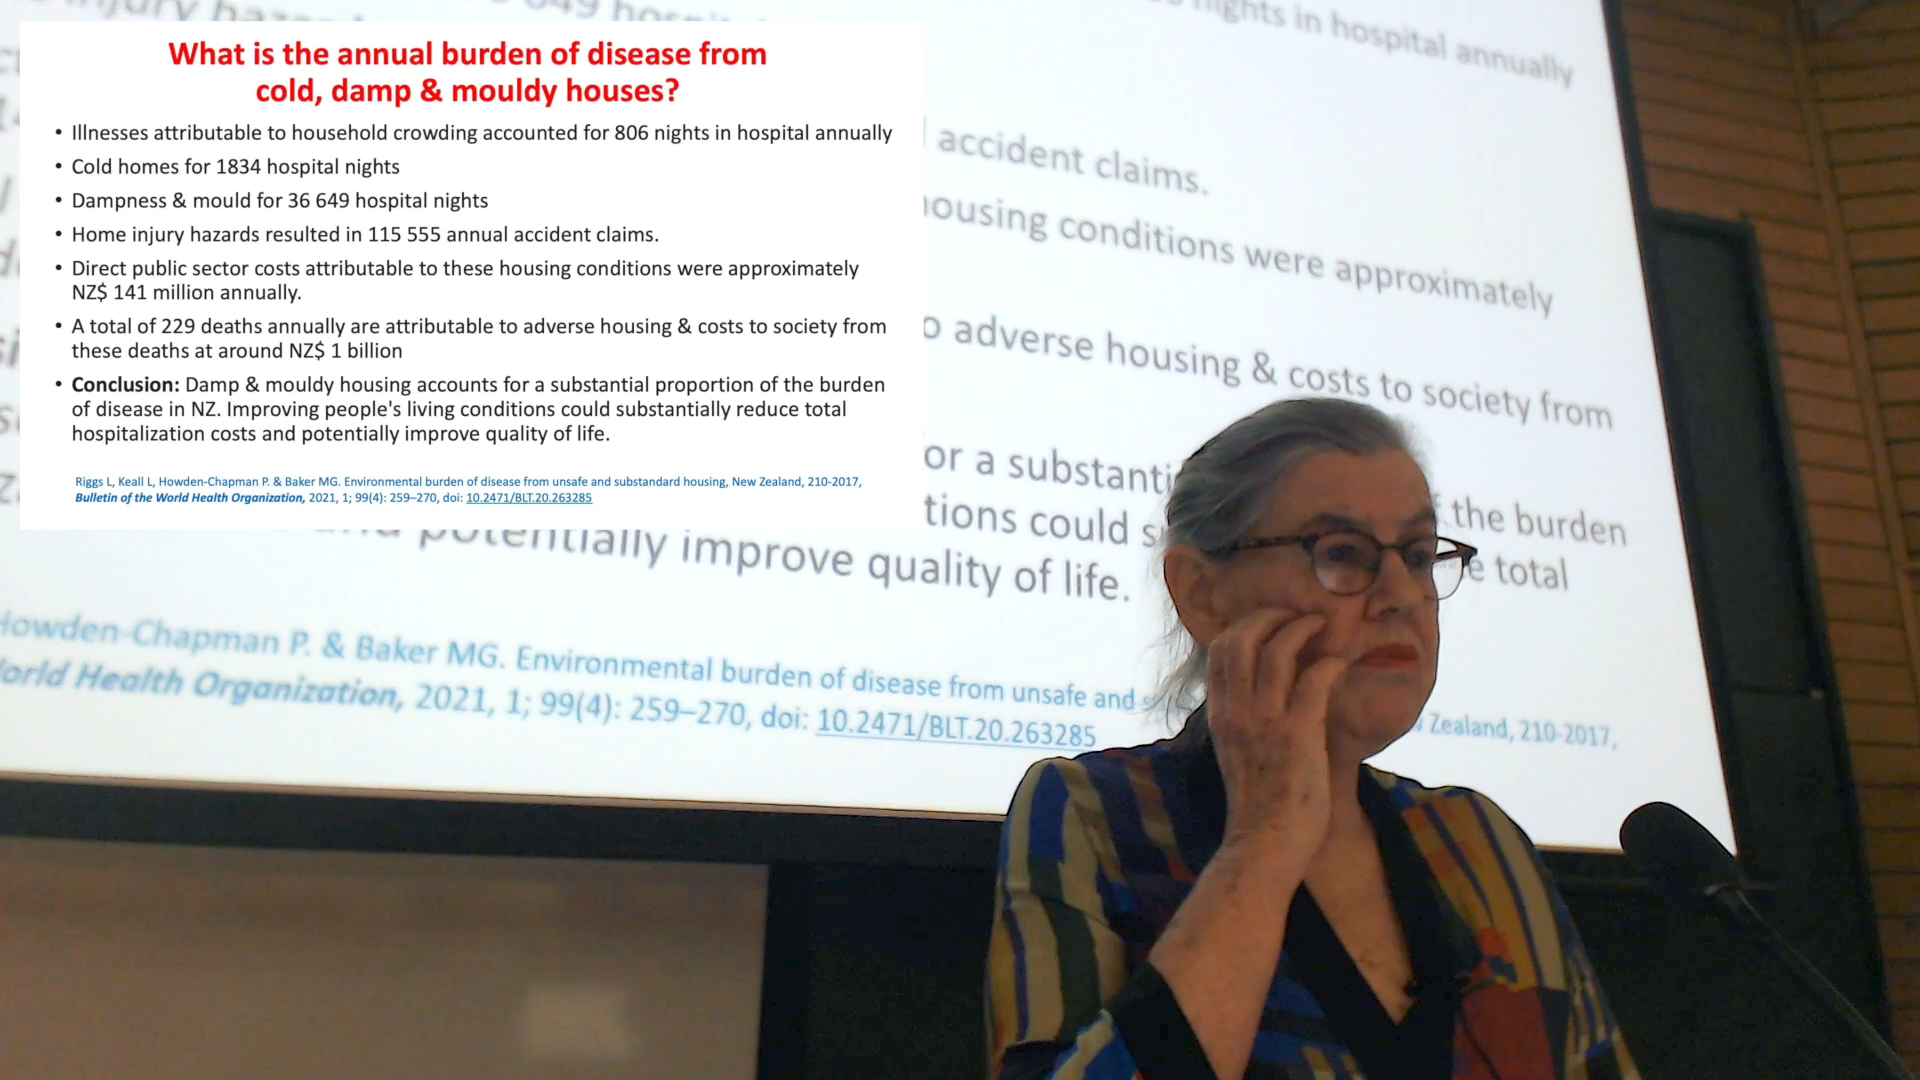 What is the annual burden of disease from
cold, damp & mouldy houses?
• Illnesses attributable to household crowding accounted for 806 nights in hospital annually
• Cold homes for 1834 hospital nights
• Dampness & mould for 36 649 hospital nights
• Home injury hazards resulted in 115 555 annual accident claims.
• Direct public sector costs attributable to these housing conditions were approximately
NZ$ 141 million annually.
• A total of 229 deaths annually are attributable to adverse housing & costs to society from
these deaths at around NZ$ 1 billion
• Conclusion: Damp & mouldy housing accounts for a substantial proportion of the burden
of disease in NZ. Improving people's living conditions could substantially reduce total
hospitalization costs and potentially improve quality of life.
Riggs L, Keall L, Howden-Chapman P. & Baker MG. Environmental burden of disease from unsafe and substandard housing, New Zealand, 210-2017,
Bulletin of the World Health Organization, 2021, 1; 99(4): 259–270, doi: 10.2471/BLT.20.263285
nights in hospital annually
accident claims.
housing conditions were approximately
adverse housing & costs to society from
or a the burden
could total
potentially improve quality of life.
Howden-Chapman P. & Baker MG. Environmental burden of disease from unsafe and Zealand, 210-2017,
World Health Organization, 2021, 1; 99(4): 259–270, doi: 10.2471/BLT.20.263285